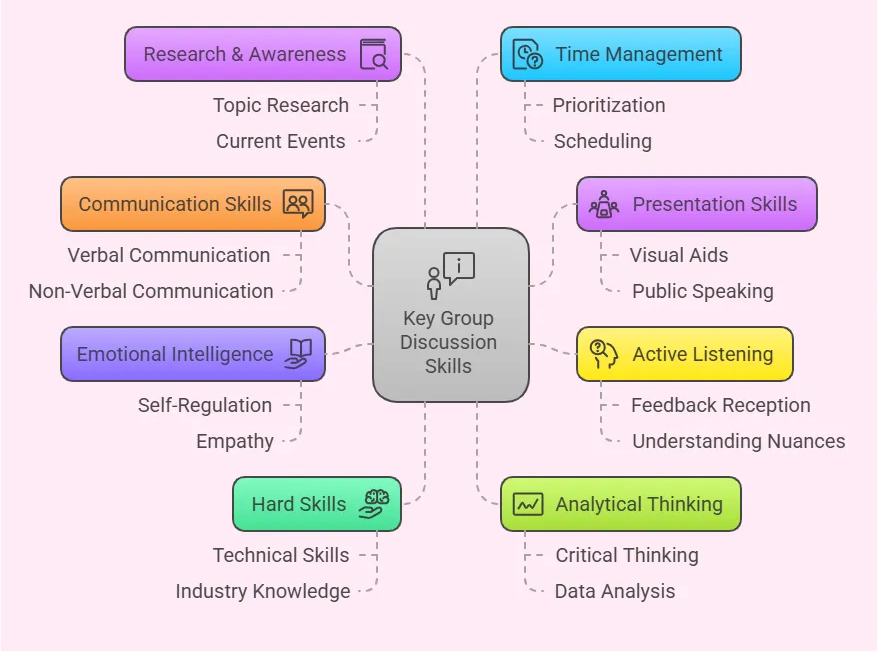 Research & Awareness
Topic Research
Current Events
Communication Skills
Verbal Communication
Non-Verbal Communication
Emotional Intelligence
Self-Regulation
Empathy
Hard Skills
Technical Skills
Industry Knowledge
Key Group
Discussion
Skills
Time Management
Prioritization
Scheduling
Presentation Skills
Visual Aids
Public Speaking
Active Listening
Feedback Reception
Understanding Nuances
Analytical Thinking
Critical Thinking
Data Analysis